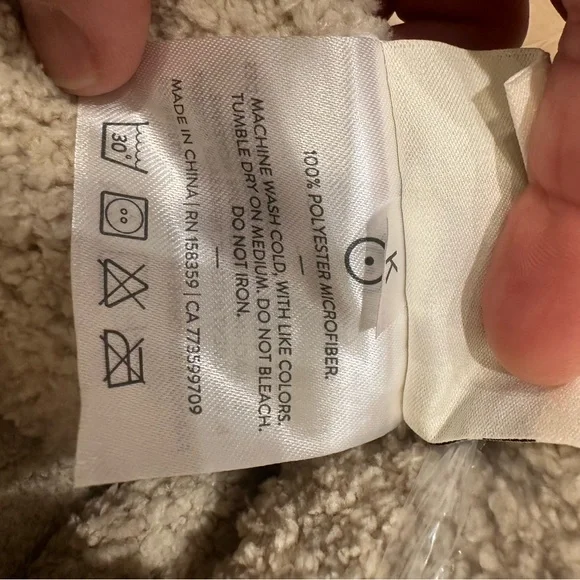 K
100% POLYESTER MICROFIBER.
—
MACHINE WASH COLD, WITH LIKE COLORS.
TUMBLE DRY ON MEDIUM. DO NOT BLEACH.
DO NOT IRON.
—
MADE IN CHINA | RN 158359 | CA 773599709
30°